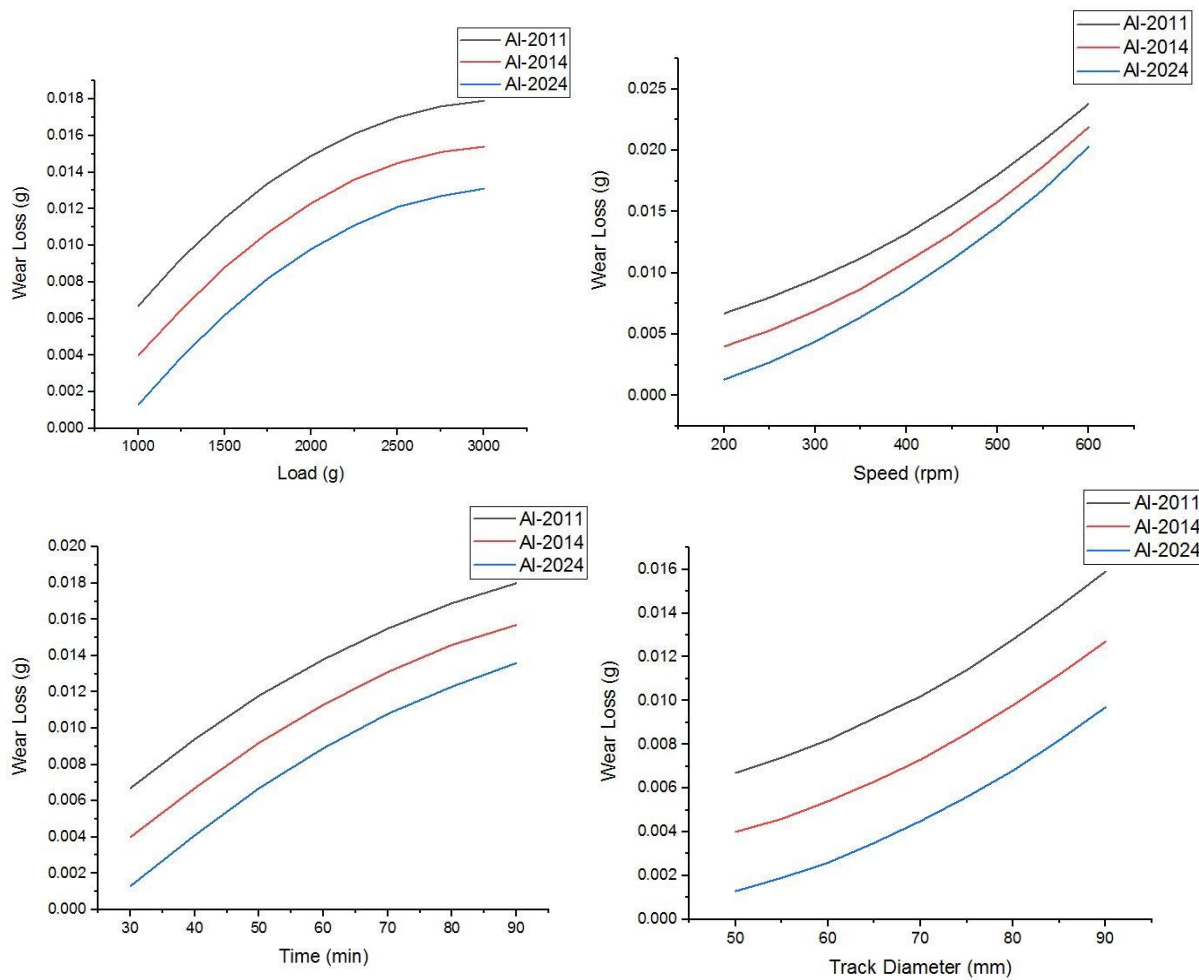 Al-2011
Al-2014
Al-2024
0.018
0.016
0.014
0.012
0.010
0.008
0.006
0.004
0.002
0.000
Wear Loss (g)
1000 1500 2000 2500 3000
Load (g)
Al-2011
Al-2014
Al-2024
0.025
0.020
0.015
0.010
0.005
0.000
Wear Loss (g)
200 300 400 500 600
Speed (rpm)
Al-2011
Al-2014
Al-2024
0.020
0.018
0.016
0.014
0.012
0.010
0.008
0.006
0.004
0.002
0.000
Wear Loss (g)
30 40 50 60 70 80 90
Time (min)
Al-2011
Al-2014
Al-2024
0.016
0.014
0.012
0.010
0.008
0.006
0.004
0.002
0.000
Wear Loss (g)
50 60 70 80 90
Track Diameter (mm)